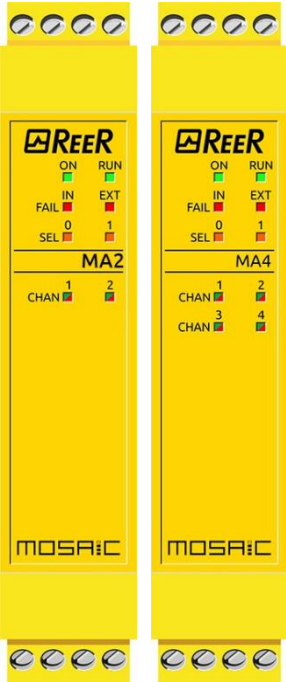 ReeR
ON RUN
IN EXT
FAIL
0 1
SEL
MA2
1 2
CHAN
MOSAIC
ReeR
ON RUN
IN EXT
FAIL
0 1
SEL
MA4
1 2
CHAN
3 4
CHAN
MOSAIC